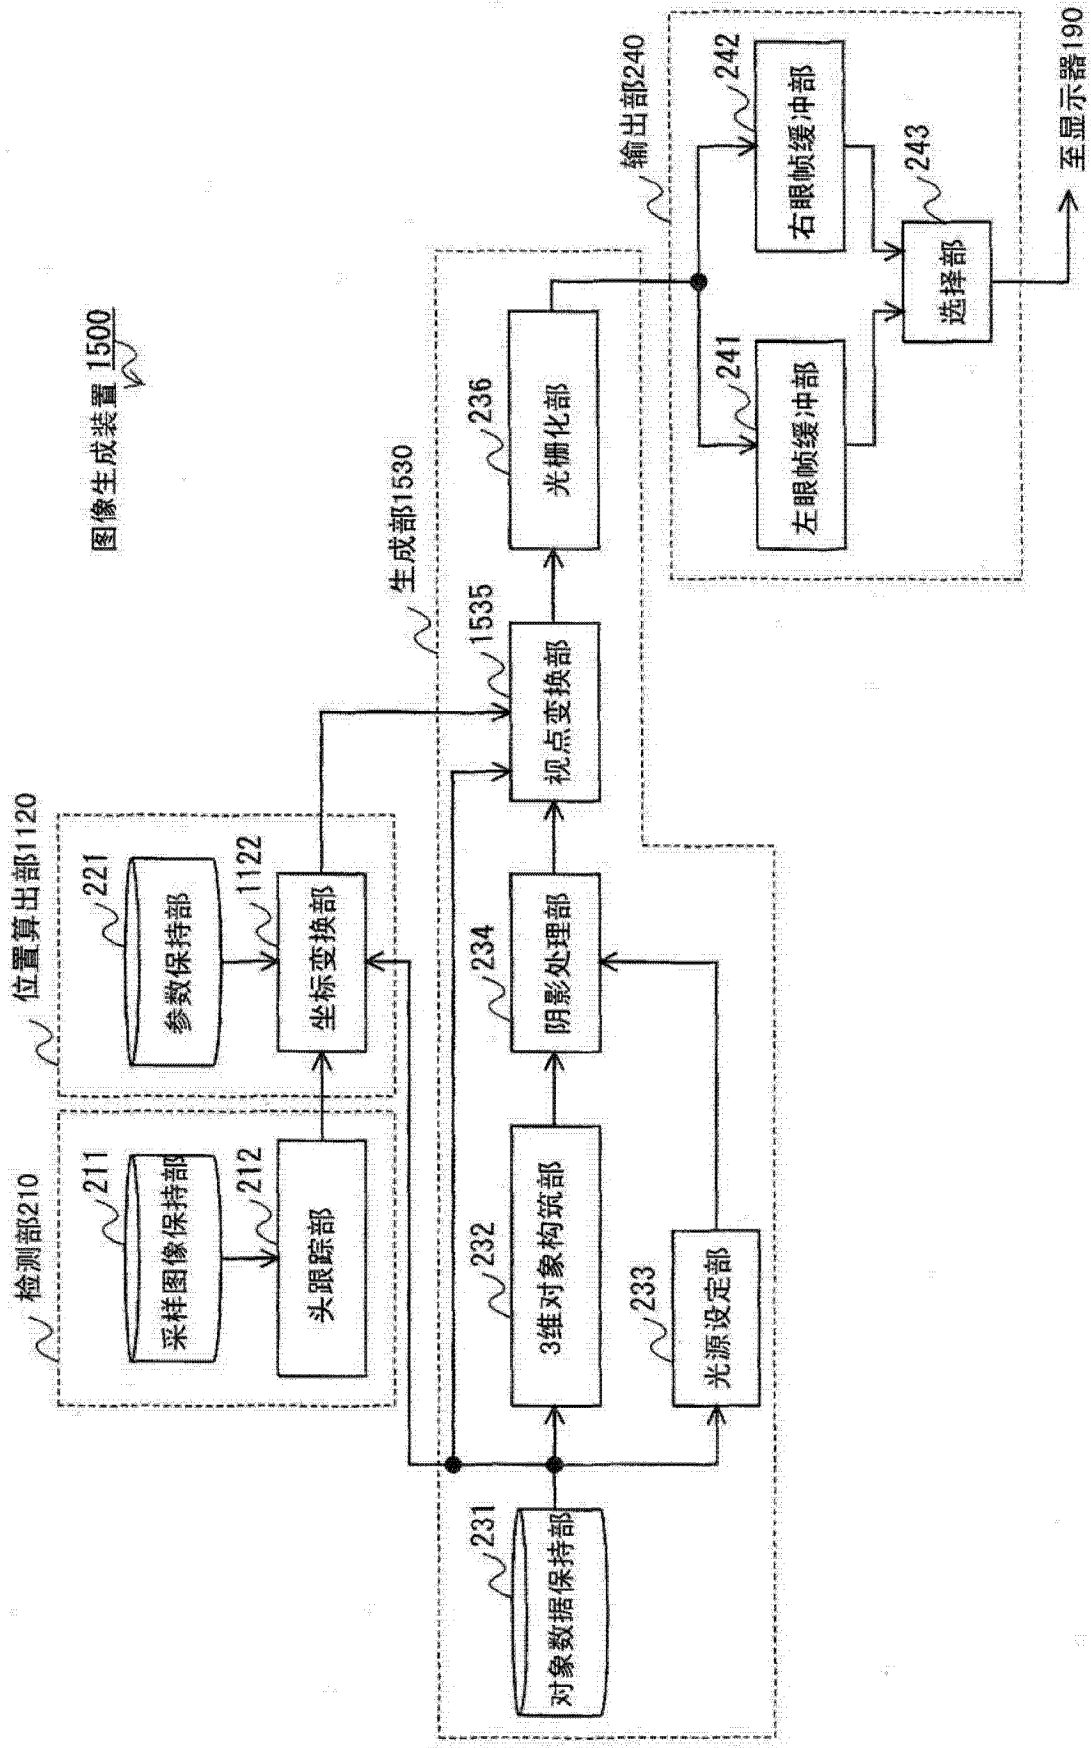 图像生成装置 1500
检测部210
211
采样图像保持部
212
头跟踪部
位置算出部1120
221
参数保持部
1122
坐标变换部
生成部1530
231
对象数据保持部
232
3维对象构筑部
233
光源设定部
234
阴影处理部
1535
视点变换部
236
光栅化部
输出部240
241
左眼帧缓冲部
242
右眼帧缓冲部
243
选择部
至显示器190